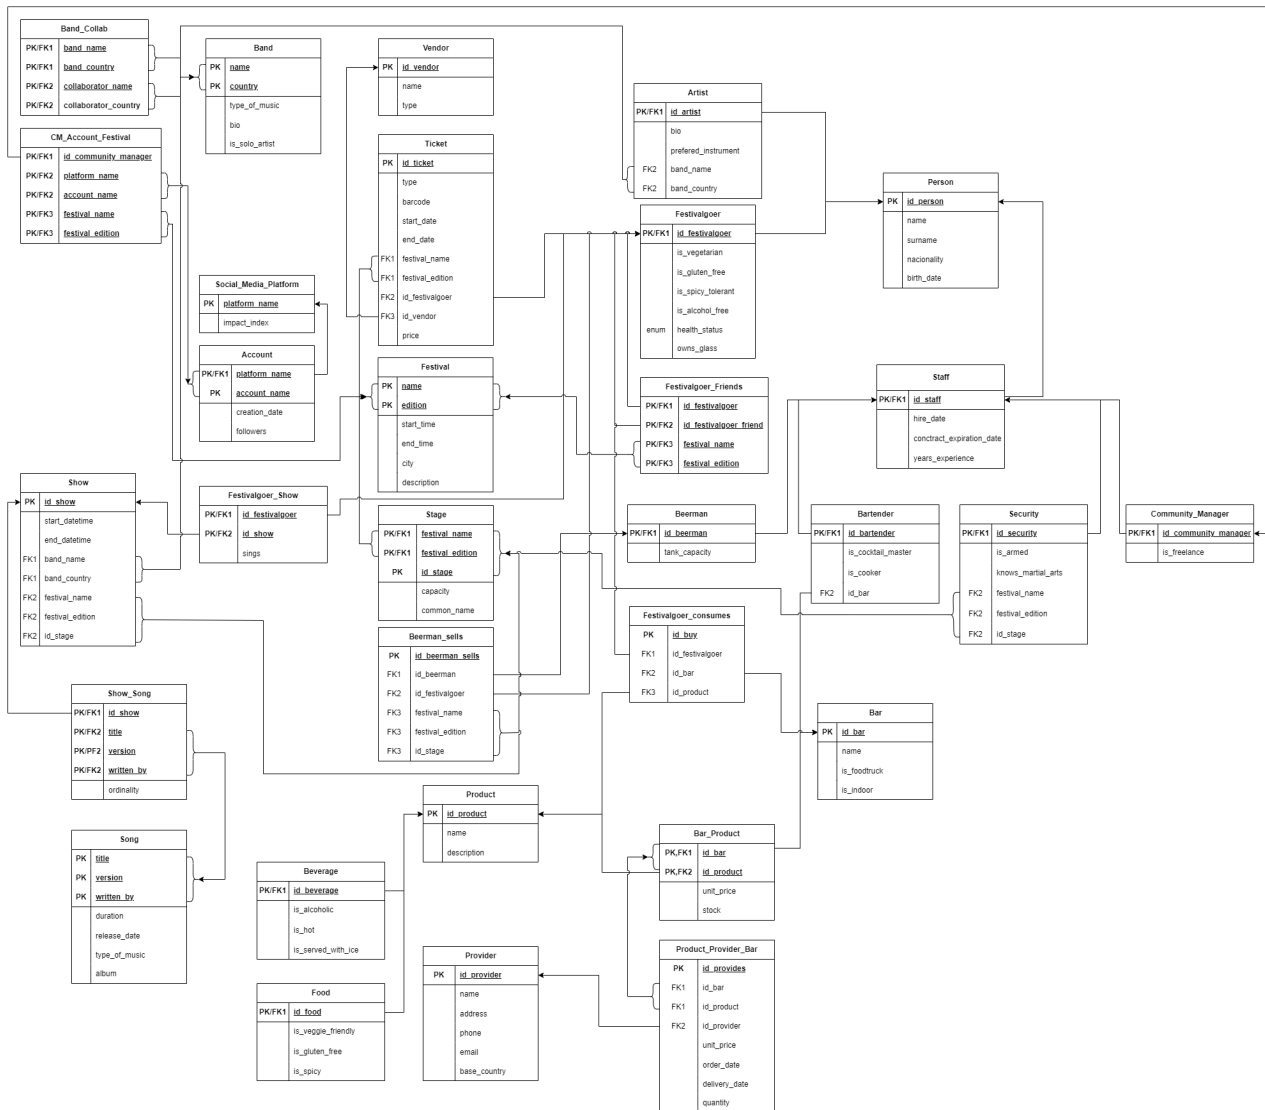 Band_Collab
PK/FK1 band_name
PK/FK1 band_country
PK/FK2 collaborator_name
PK/FK2 collaborator_country
CM_Account_Festival
PK/FK1 id_community_manager
PK/FK2 platform_name
PK/FK2 account_name
PK/FK3 festival_name
PK/FK3 festival_edition
Band
PK name
PK country
type_of_music
bio
is_solo_artist
Social_Media_Platform
PK platform_name
impact_index
Account
PK/FK1 platform_name
PK account_name
creation_date
followers
Vendor
PK id_vendor
name
type
Ticket
PK id_ticket
type
barcode
start_date
end_date
FK1 festival_name
FK1 festival_edition
FK2 id_festivalgoer
FK3 id_vendor
price
Festival
PK name
PK edition
start_time
end_time
city
description
Artist
PK/FK1 id_artist
bio
prefered_instrument
FK2 band_name
FK2 band_country
Festivalgoer
PK/FK1 id_festivalgoer
is_vegetarian
is_gluten_free
is_spicy_tolerant
is_alcohol_free
enum health_status
owns_glass
Festivalgoer_Friends
PK/FK1 id_festivalgoer
PK/FK2 id_festivalgoer_friend
PK/FK3 festival_name
PK/FK3 festival_edition
Person
PK id_person
name
surname
nacionality
birth_date
Staff
PK/FK1 id_staff
hire_date
conctract_expiration_date
years_experience
Show
PK id_show
start_datetime
end_datetime
FK1 band_name
FK1 band_country
FK2 festival_name
FK2 festival_edition
FK2 id_stage
Festivalgoer_Show
PK/FK1 id_festivalgoer
PK/FK2 id_show
sings
Stage
PK/FK1 festival_name
PK/FK1 festival_edition
PK id_stage
capacity
common_name
Beerman
PK/FK1 id_beerman
tank_capacity
Bartender
PK/FK1 id_bartender
is_cocktail_master
is_cooker
FK2 id_bar
Security
PK/FK1 id_security
is_armed
knows_martial_arts
FK2 festival_name
FK2 festival_edition
FK2 id_stage
Community_Manager
PK/FK1 id_community_manager
is_freelance
Beerman_sells
PK id_beerman_sells
FK1 id_beerman
FK2 id_festivalgoer
FK3 festival_name
FK3 festival_edition
FK3 id_stage
Festivalgoer_consumes
PK id_buy
FK1 id_festivalgoer
FK2 id_bar
FK3 id_product
Bar
PK id_bar
name
is_foodtruck
is_indoor
Show_Song
PK/FK1 id_show
PK/FK2 title
PK/PF2 version
PK/FK2 written_by
ordinality
Song
PK title
PK version
PK written_by
duration
release_date
type_of_music
album
Product
PK id_product
name
description
Beverage
PK/FK1 id_beverage
is_alcoholic
is_hot
is_served_with_ice
Food
PK/FK1 id_food
is_veggie_friendly
is_gluten_free
is_spicy
Provider
PK id_provider
name
address
phone
email
base_country
Bar_Product
PK,FK1 id_bar
PK,FK2 id_product
unit_price
stock
Product_Provider_Bar
PK id_provides
FK1 id_bar
FK1 id_product
FK2 id_provider
unit_price
order_date
delivery_date
quantity